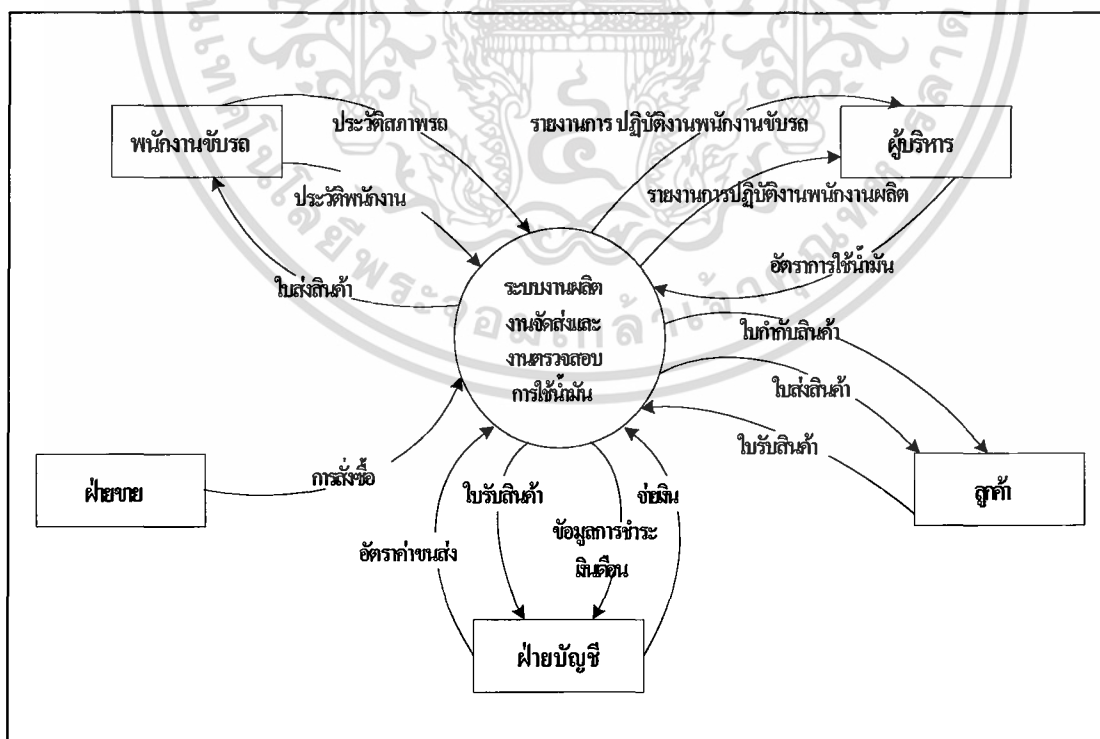 ประวัติสภาพรถ
รายงานการ ปฏิบัติงานพนักงานขับรถ
พนักงานขับรถ
ผู้บริหาร
ประวัติพนักงาน
รายงานการปฏิบัติงานพนักงานผลิต
ใบส่งสินค้า
อัตราการใช้น้ำมัน
ระบบงานผลิต
งานจัดส่งและ
งานตรวจสอบ
การใช้น้ำมัน
ใบกำกับสินค้า
ใบส่งสินค้า
ใบรับสินค้า
ฝ่ายขาย
การสั่งซื้อ
ลูกค้า
ใบรับสินค้า
จ่ายเงิน
อัตราค่าขนส่ง
ข้อมูลการชำระ
เงินเดือน
ฝ่ายบัญชี